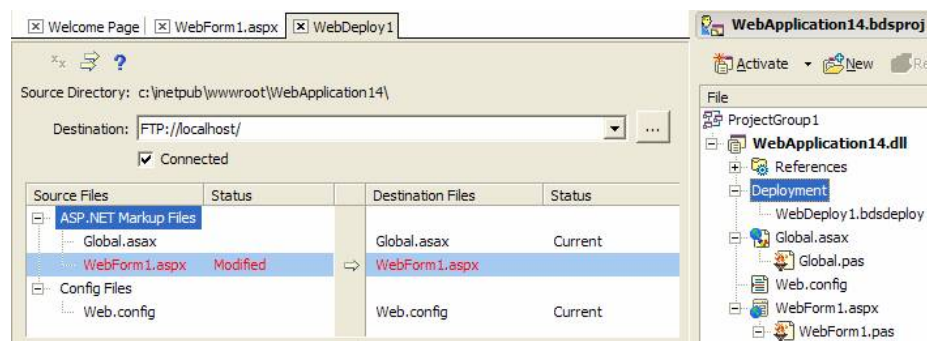 Welcome Page WebForm1.aspx WebDeploy1
Source Directory: c:\inetpub\wwwroot\WebApplication14\
Destination: FTP://localhost/ ...
Connected
Source Files Status Destination Files Status
ASP.NET Markup Files
Global.asax Global.asax Current
WebForm1.aspx Modified WebForm1.aspx
Config Files
Web.config Web.config Current
WebApplication14.bdsproj
Activate New
File
ProjectGroup1
WebApplication14.dll
References
Deployment
WebDeploy1.bdsdeploy
Global.asax
Global.pas
Web.config
WebForm1.aspx
WebForm1.pas